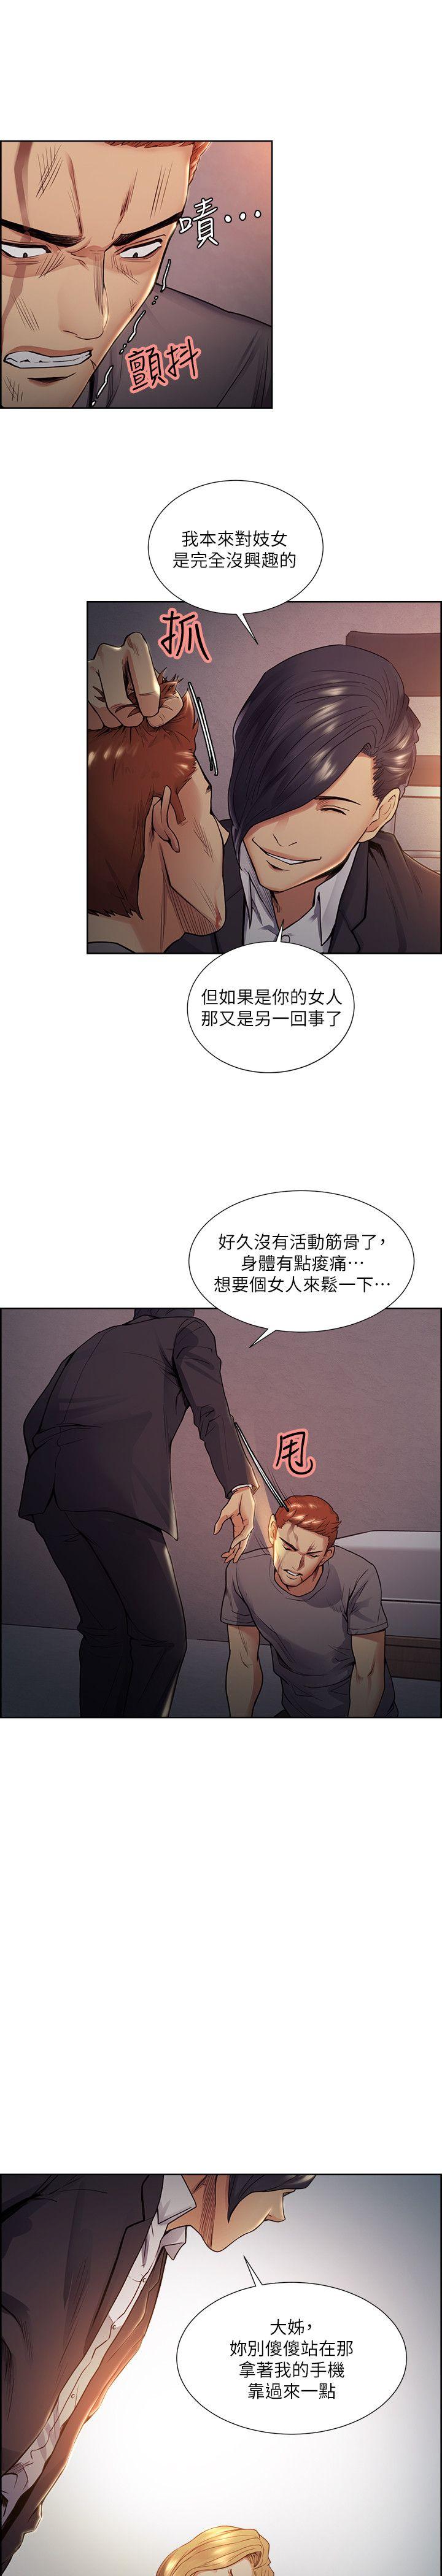 嘖…
顫抖
我本來對妓女
是完全沒興趣的
抓
但如果是你的女人
那又是另一回事了
好久沒有活動筋骨了,
身體有點痠痛…
想要個女人來鬆一下…
甩
大姊,
妳別傻傻站在那
拿著我的手機
靠過來一點